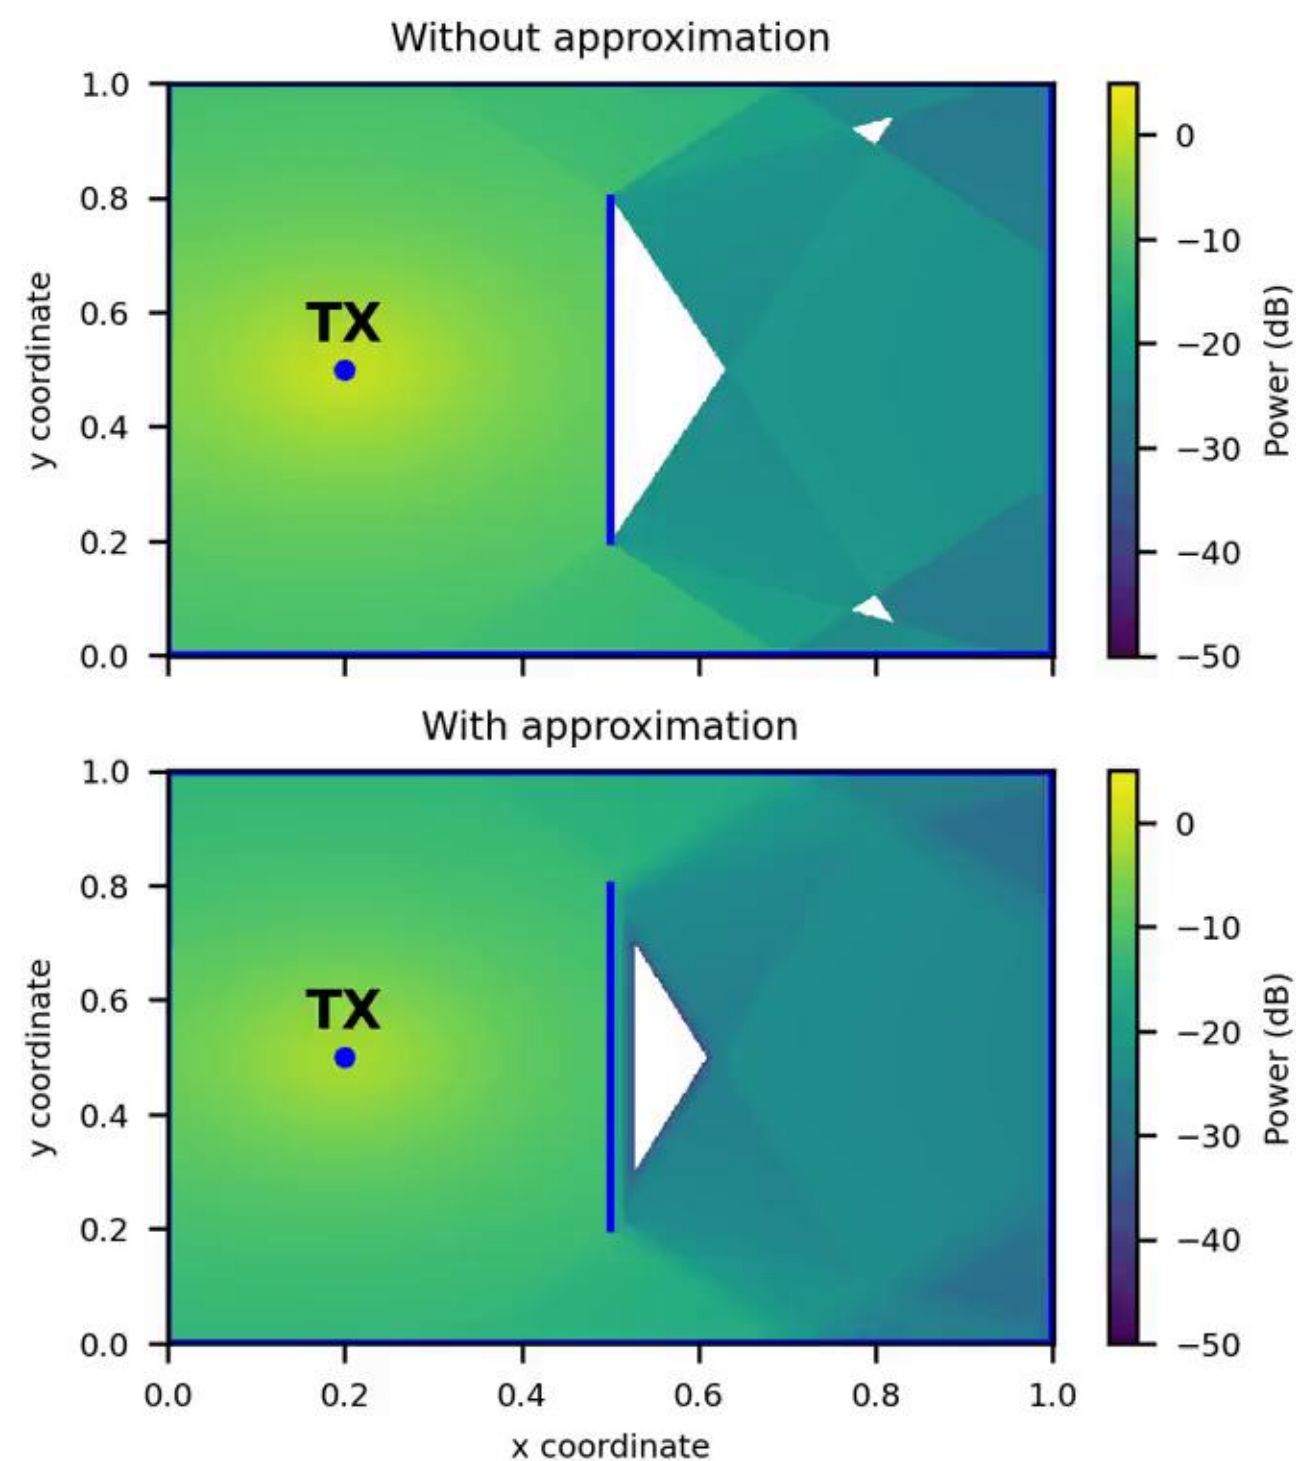 Without approximation
1.0
0.8
0.6
0.4
0.2
0.0
y coordinate
TX
0
−10
−20
−30
−40
−50
Power (dB)
With approximation
1.0
0.8
0.6
0.4
0.2
0.0
y coordinate
TX
0.0 0.2 0.4 0.6 0.8 1.0
x coordinate
0
−10
−20
−30
−40
−50
Power (dB)